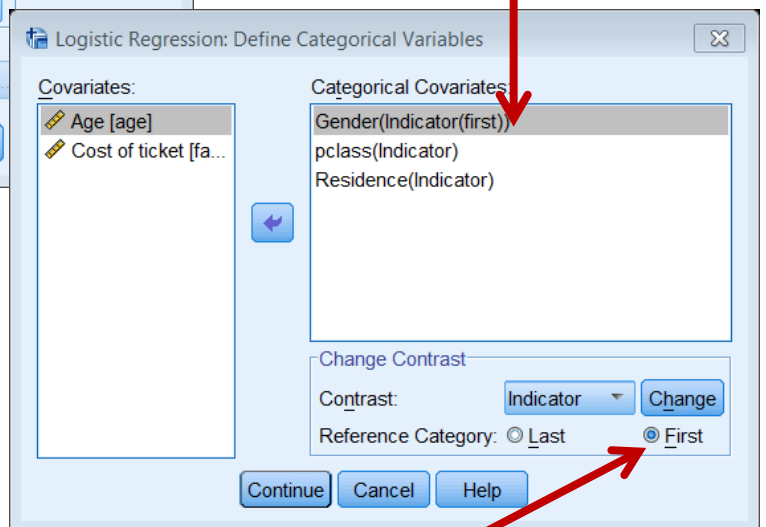 Logistic Regression: Define Categorical Variables
Covariates:
Age [age]
Cost of ticket [fa...
Categorical Covariates:
Gender(Indicator(first))
pclass(Indicator)
Residence(Indicator)
Change Contrast
Contrast: Indicator Change
Reference Category: Last First
Continue Cancel Help